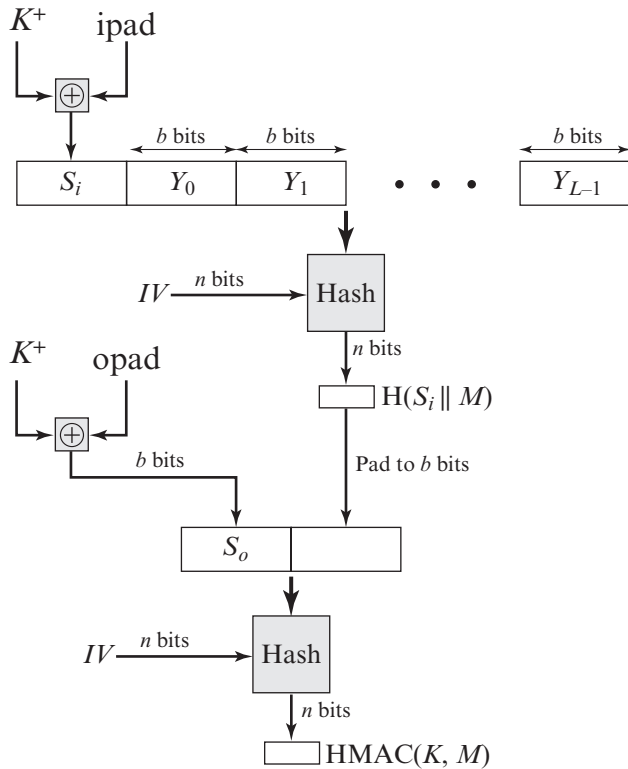 K⁺ ipad
⊕
b bits b bits b bits
Sᵢ Y₀ Y₁ • • • Y_{L–1}
IV n bits Hash
n bits
K⁺ opad
H(Sᵢ || M)
⊕
b bits Pad to b bits
Sₒ
IV n bits Hash
n bits
HMAC(K, M)